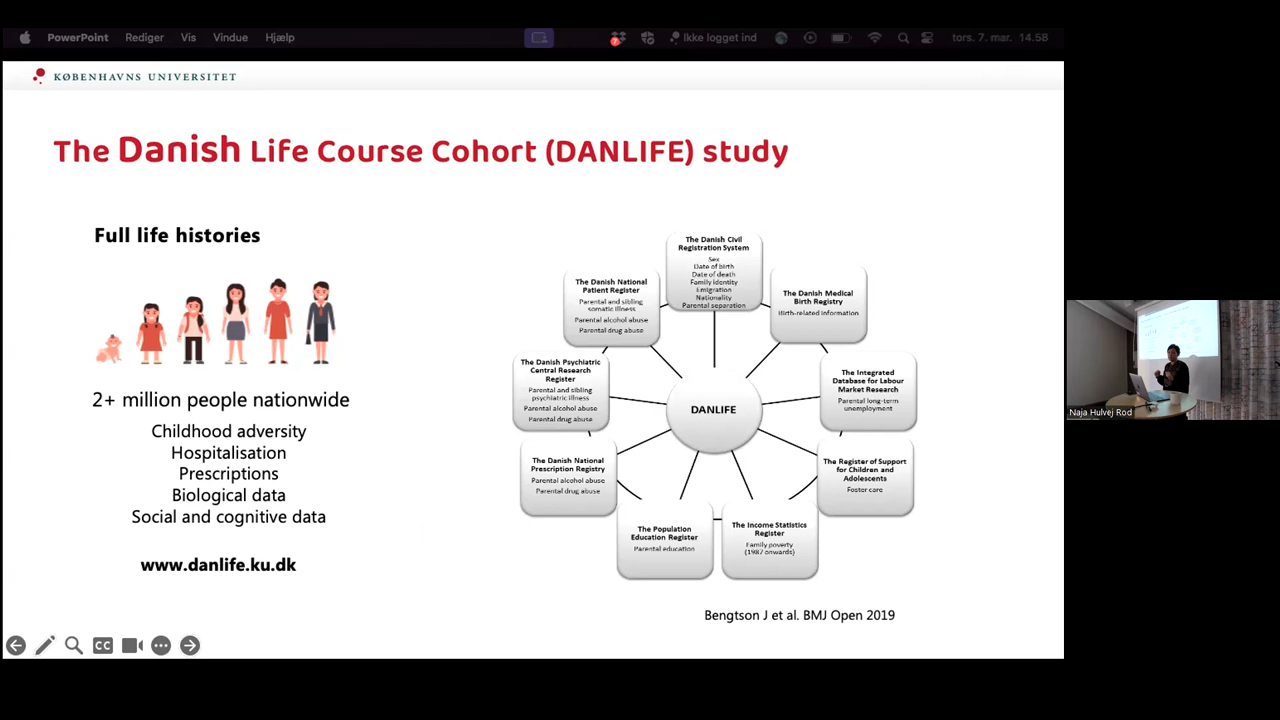 PowerPoint Rediger Vis Vindue Hjælp 7 Ikke logget ind tors. 7. mar. 14.58
KØBENHAVNS UNIVERSITET
The Danish Life Course Cohort (DANLIFE) study
Full life histories
2+ million people nationwide
Childhood adversity
Hospitalisation
Prescriptions
Biological data
Social and cognitive data
www.danlife.ku.dk
The Danish Civil
Registration System
Sex
Date of birth
Date of death
Family identity
Emigration
Nationality
Parental separation
The Danish Medical
Birth Registry
Birth-related information
The Integrated
Database for Labour
Market Research
Parental long-term
unemployment
The Register of Support
for Children and
Adolescents
Foster care
The Income Statistics
Register
Family poverty
(1987 onwards)
The Population
Education Register
Parental education
The Danish National
Prescription Registry
Parental alcohol abuse
Parental drug abuse
The Danish Psychiatric
Central Research
Register
Parental and sibling
psychiatric illness
Parental alcohol abuse
Parental drug abuse
The Danish National
Patient Register
Parental and sibling
somatic illness
Parental alcohol abuse
Parental drug abuse
DANLIFE
Bengtson J et al. BMJ Open 2019
CC
Naja Hulvej Rod